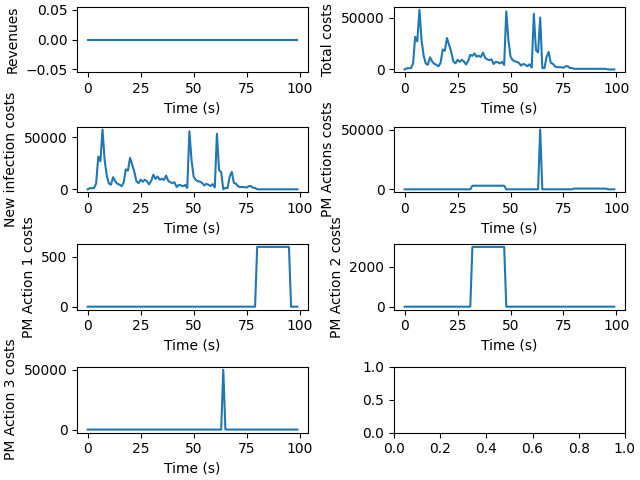 Revenues
0.05
0.00
−0.05
0 25 50 75 100
Time (s)
Total costs
50000
0
0 25 50 75 100
Time (s)
New infection costs
50000
0
0 25 50 75 100
Time (s)
PM Actions costs
50000
0
0 25 50 75 100
Time (s)
PM Action 1 costs
500
0
0 25 50 75 100
Time (s)
PM Action 2 costs
2000
0
0 25 50 75 100
Time (s)
PM Action 3 costs
50000
0
0 25 50 75 100
Time (s)
1.0
0.5
0.0
0.0 0.2 0.4 0.6 0.8 1.0